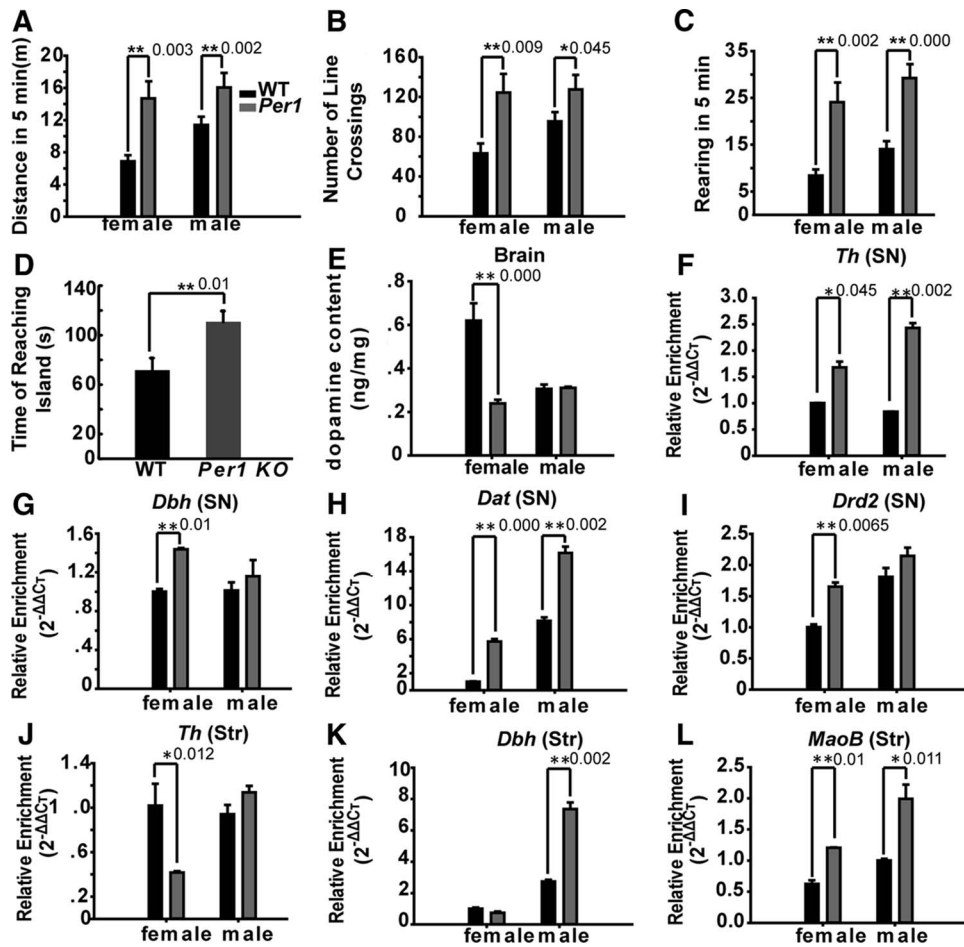 A
Distance in 5 min(m)
20
16
12
8
4
0
** 0.003
** 0.002
WT
Per1
female
male
B
Number of Line
Crossings
160
120
80
60
40
0
**0.009
*0.045
female
male
C
Rearing in 5 min
35
25
15
5
0
** 0.002
** 0.000
female
male
D
Time of Reaching
Island (s)
140
100
60
20
0
** 0.01
WT
Per1 KO
E
Brain
dopamine content
(ng/mg)
.8
.6
.4
.2
0
** 0.000
female
male
F
Th (SN)
Relative Enrichment
(2-ΔΔCT)
3.0
2.5
2.0
1.5
1.0
0.5
0
* 0.045
**0.002
female
male
G
Dbh (SN)
Relative Enrichment
(2-ΔΔCT)
1.6
1.2
.8
.4
0
**0.01
female
male
H
Dat (SN)
Relative Enrichment
(2-ΔΔCT)
22
18
14
10
6
2
0
** 0.000
**0.002
female
male
I
Drd2 (SN)
Relative Enrichment
(2-ΔΔCT)
2.5
2.0
1.5
1.0
0.5
0
** 0.0065
female
male
J
Th (Str)
Relative Enrichment
(2-ΔΔCT)
1.4
1.0
.6
.2
0
*0.012
female
male
K
Dbh (Str)
Relative Enrichment
(2-ΔΔCT)
10
8
6
4
2
0
**0.002
female
male
L
MaoB (Str)
Relative Enrichment
(2-ΔΔCT)
2.5
2.0
1.5
1.0
0.5
0
**0.01
* 0.011
female
male